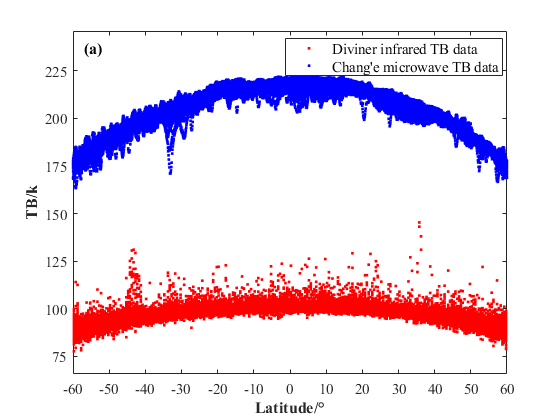 (a)
Diviner infrared TB data
Chang'e microwave TB data
225
200
175
150
125
100
75
TB/k
-60 -50 -40 -30 -20 -10 0 10 20 30 40 50 60
Latitude/°